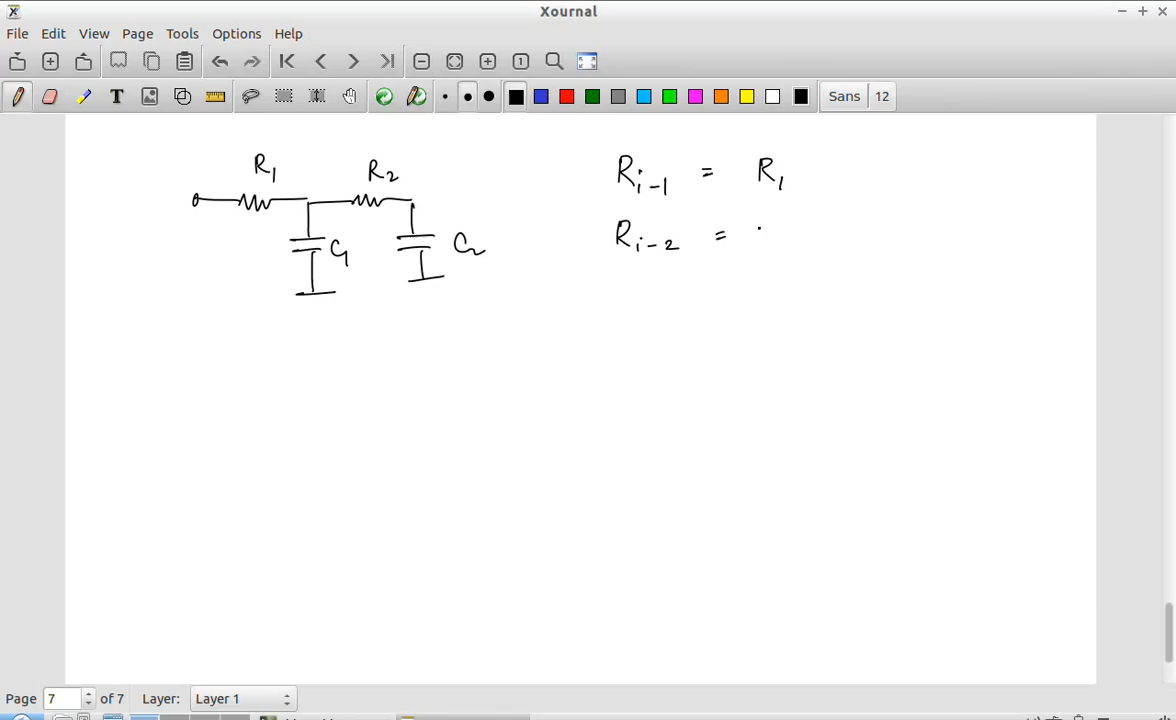 Xournal
File Edit View Page Tools Options Help
Sans 12
R1 R2
C1 C2
Ri-1 = R1
Ri-2 =
Page 7 of 7 Layer: Layer 1